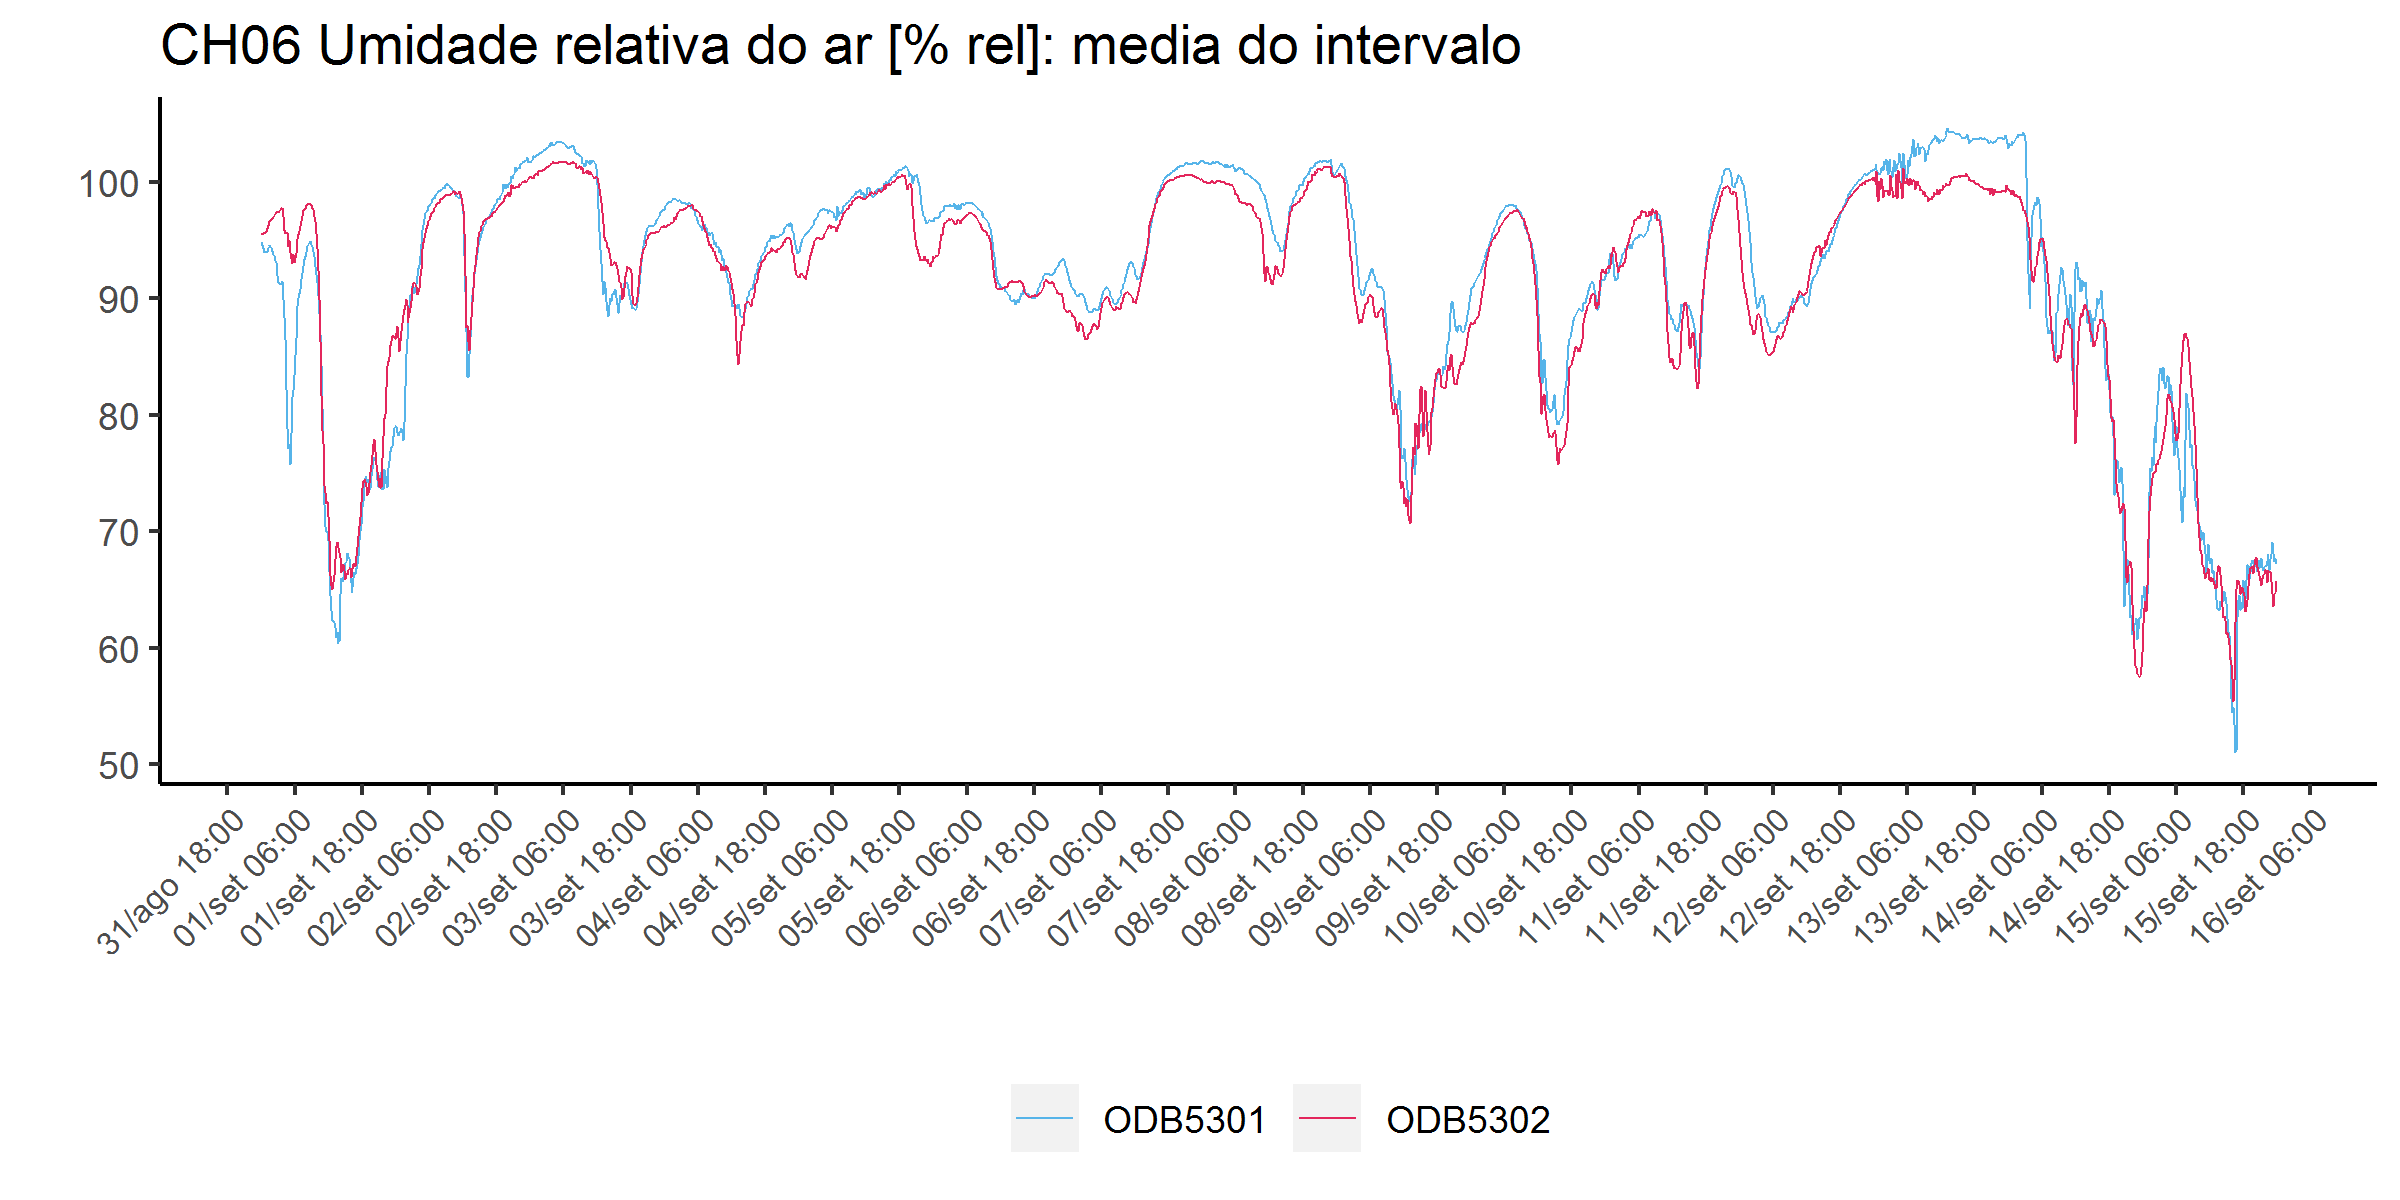 CH06 Umidade relativa do ar [% rel]: media do intervalo
100
90
80
70
60
50
31/ago 18:00
01/set 06:00
01/set 18:00
02/set 06:00
02/set 18:00
03/set 06:00
03/set 18:00
04/set 06:00
04/set 18:00
05/set 06:00
05/set 18:00
06/set 06:00
06/set 18:00
07/set 06:00
07/set 18:00
08/set 06:00
08/set 18:00
09/set 06:00
09/set 18:00
10/set 06:00
10/set 18:00
11/set 06:00
11/set 18:00
12/set 06:00
12/set 18:00
13/set 06:00
13/set 18:00
14/set 06:00
14/set 18:00
15/set 06:00
15/set 18:00
16/set 06:00
ODB5301 ODB5302